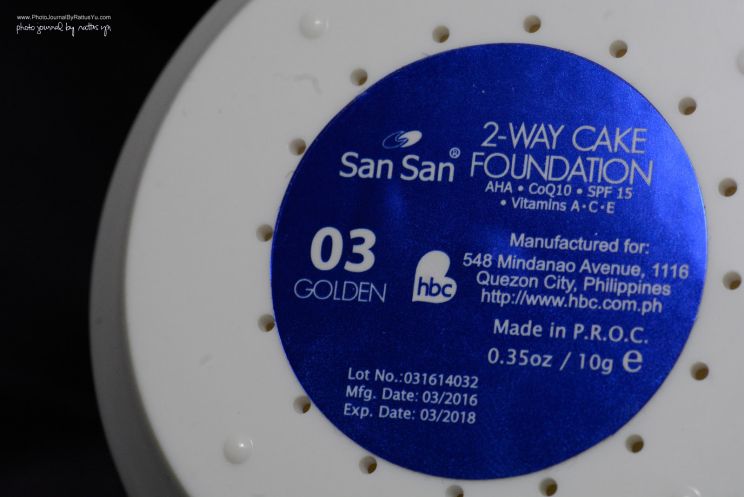 www.PhotoJournalByRattusYu.com
photo journal by rattus yu
San San®
2-WAY CAKE
FOUNDATION
AHA • CoQ10 • SPF 15
• Vitamins A·C·E
03
GOLDEN
hbc
Manufactured for:
548 Mindanao Avenue, 1116
Quezon City, Philippines
http://www.hbc.com.ph
Made in P.R.O.C.
0.35oz / 10g e
Lot No.:031614032
Mfg. Date: 03/2016
Exp. Date: 03/2018